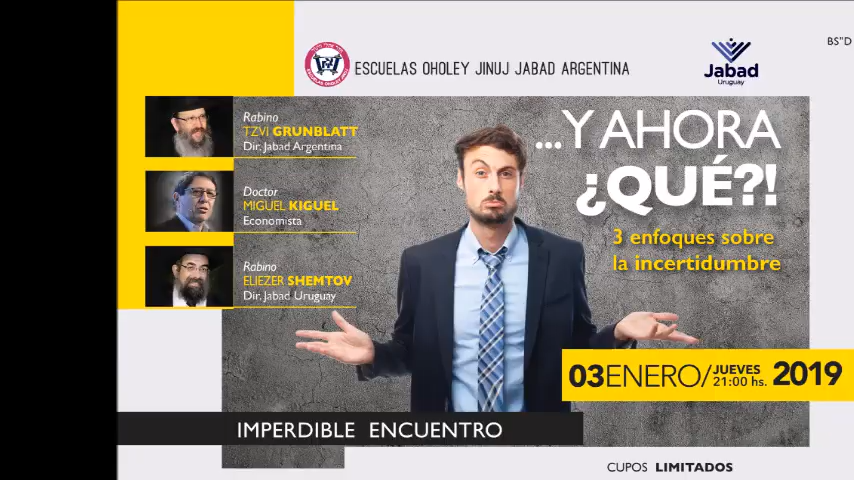 BS"D
ESCUELAS OHOLEY JINUJ JABAD ARGENTINA
Jabad
Uruguay
Rabino
TZVI GRUNBLATT
Dir. Jabad Argentina
Doctor
MIGUEL KIGUEL
Economista
Rabino
ELIEZER SHEMTOV
Dir. Jabad Uruguay
...Y AHORA
¿QUÉ?!
3 enfoques sobre
la incertidumbre
03ENERO/JUEVES 21:00 hs. 2019
IMPERDIBLE ENCUENTRO
CUPOS LIMITADOS